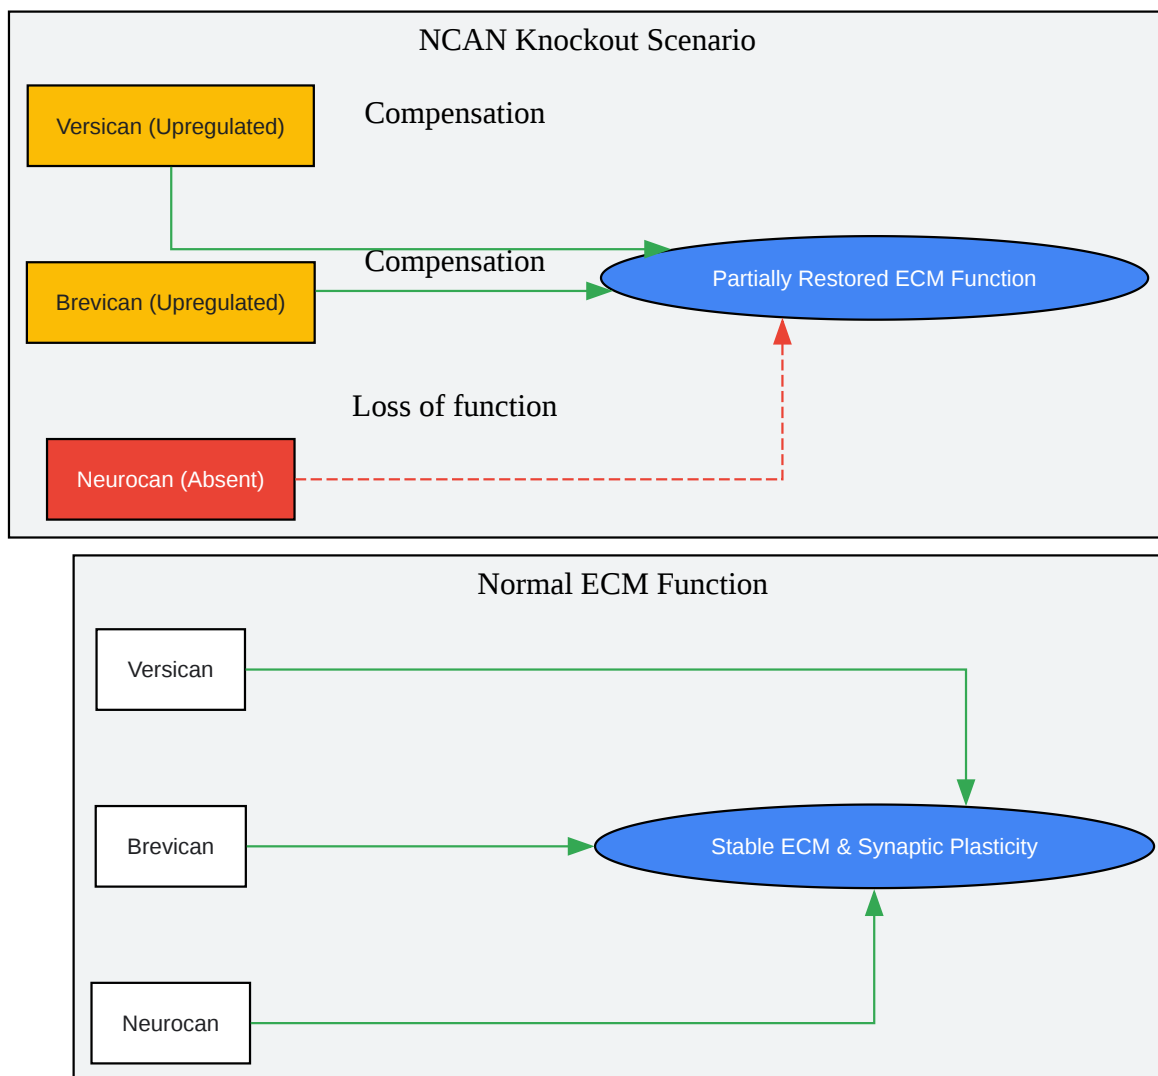 NCAN Knockout Scenario
Versican (Upregulated)
Compensation
Brevican (Upregulated)
Compensation
Partially Restored ECM Function
Loss of function
Neurocan (Absent)
Normal ECM Function
Versican
Brevican
Stable ECM & Synaptic Plasticity
Neurocan